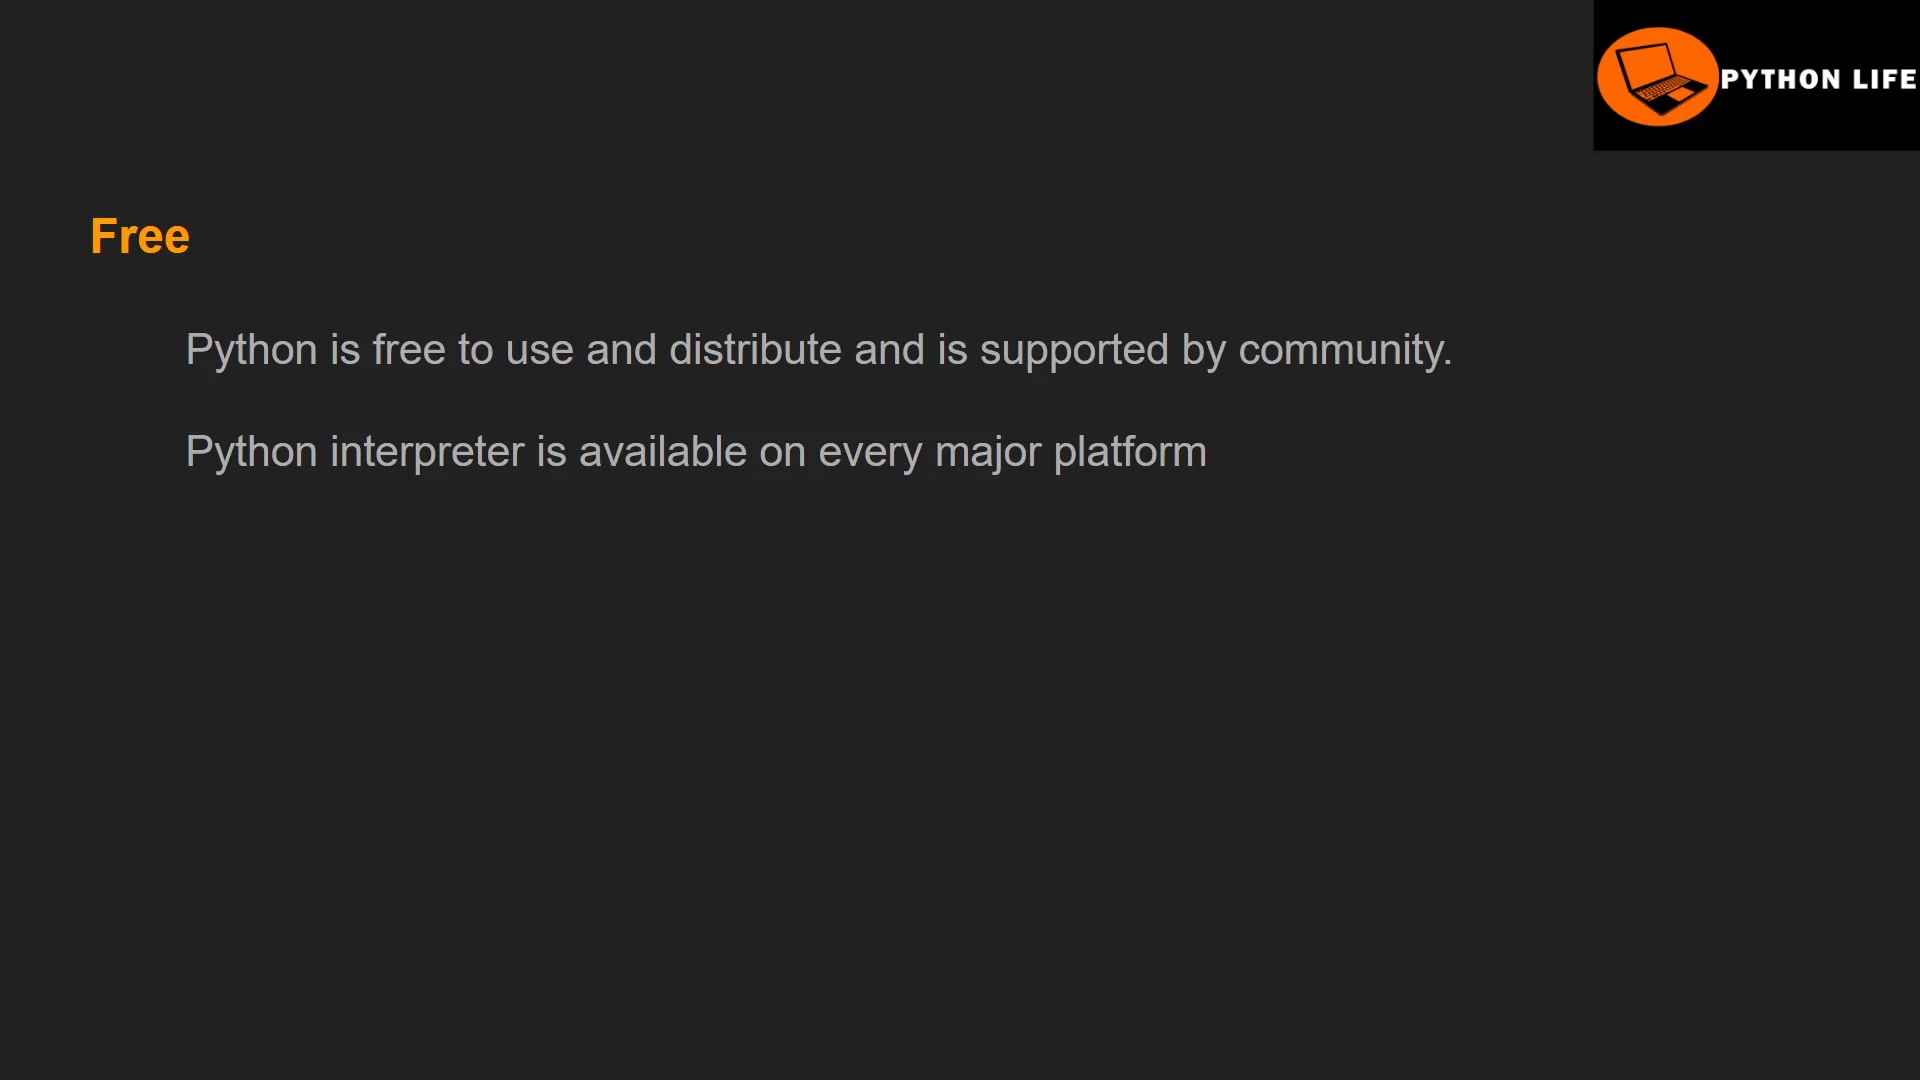 PYTHON LIFE
Free
Python is free to use and distribute and is supported by community.
Python interpreter is available on every major platform